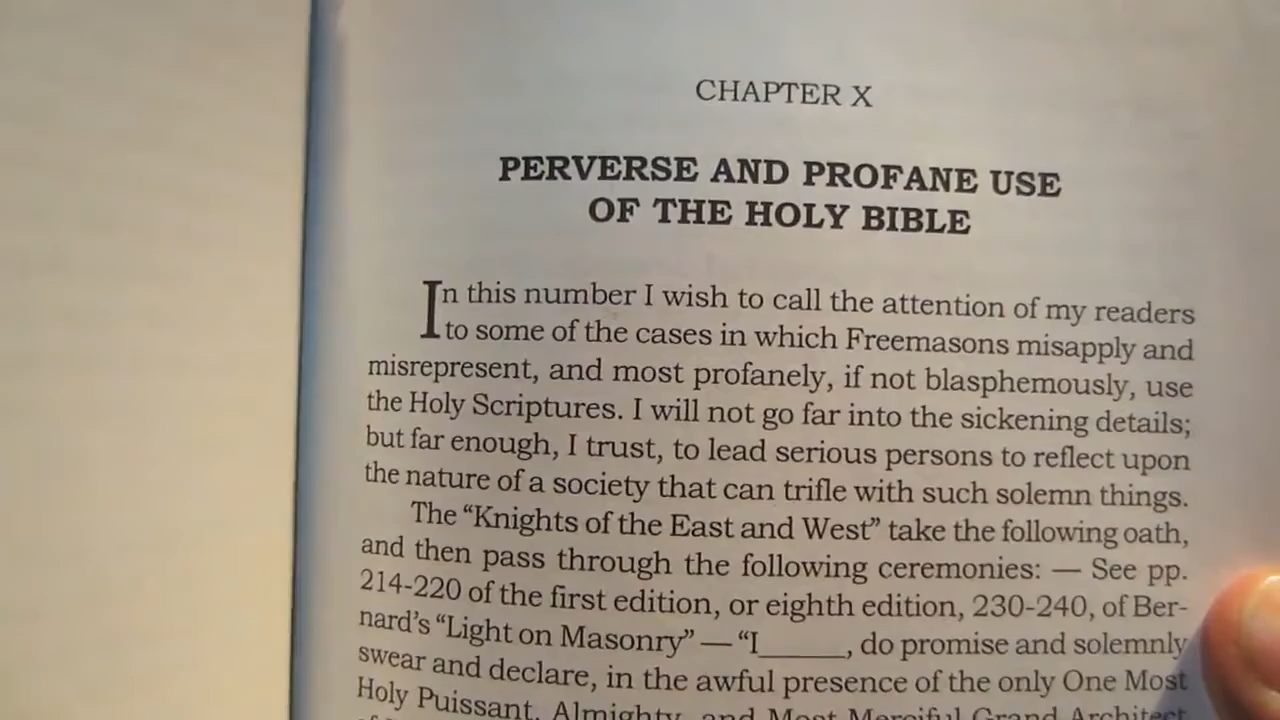 CHAPTER X
PERVERSE AND PROFANE USE
OF THE HOLY BIBLE
In this number I wish to call the attention of my readers
to some of the cases in which Freemasons misapply and
misrepresent, and most profanely, if not blasphemously, use
the Holy Scriptures. I will not go far into the sickening details;
but far enough, I trust, to lead serious persons to reflect upon
the nature of a society that can trifle with such solemn things.
The “Knights of the East and West” take the following oath,
and then pass through the following ceremonies: — See pp.
214-220 of the first edition, or eighth edition, 230-240, of Ber-
nard’s “Light on Masonry” — “I______, do promise and solemnly
swear and declare, in the awful presence of the only One Most
Holy Puissant, Almighty, and Most Merciful Grand Architect